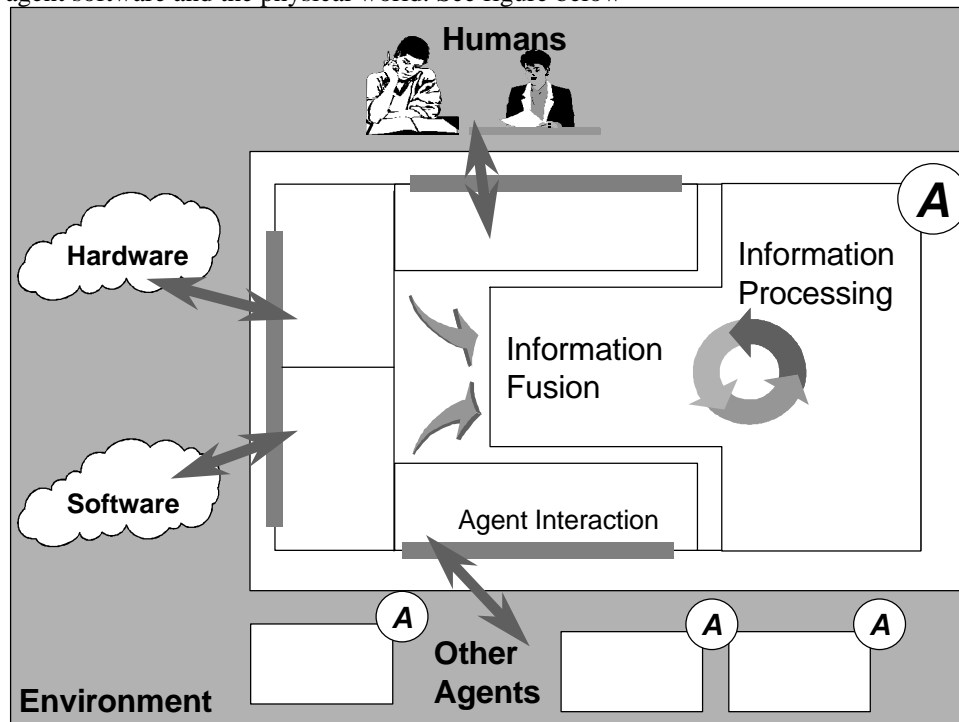 agent software and the physical world. See figure below
Humans
A
Hardware
Information
Processing
Information
Fusion
Software
Agent Interaction
A
A
A
Other
Agents
Environment